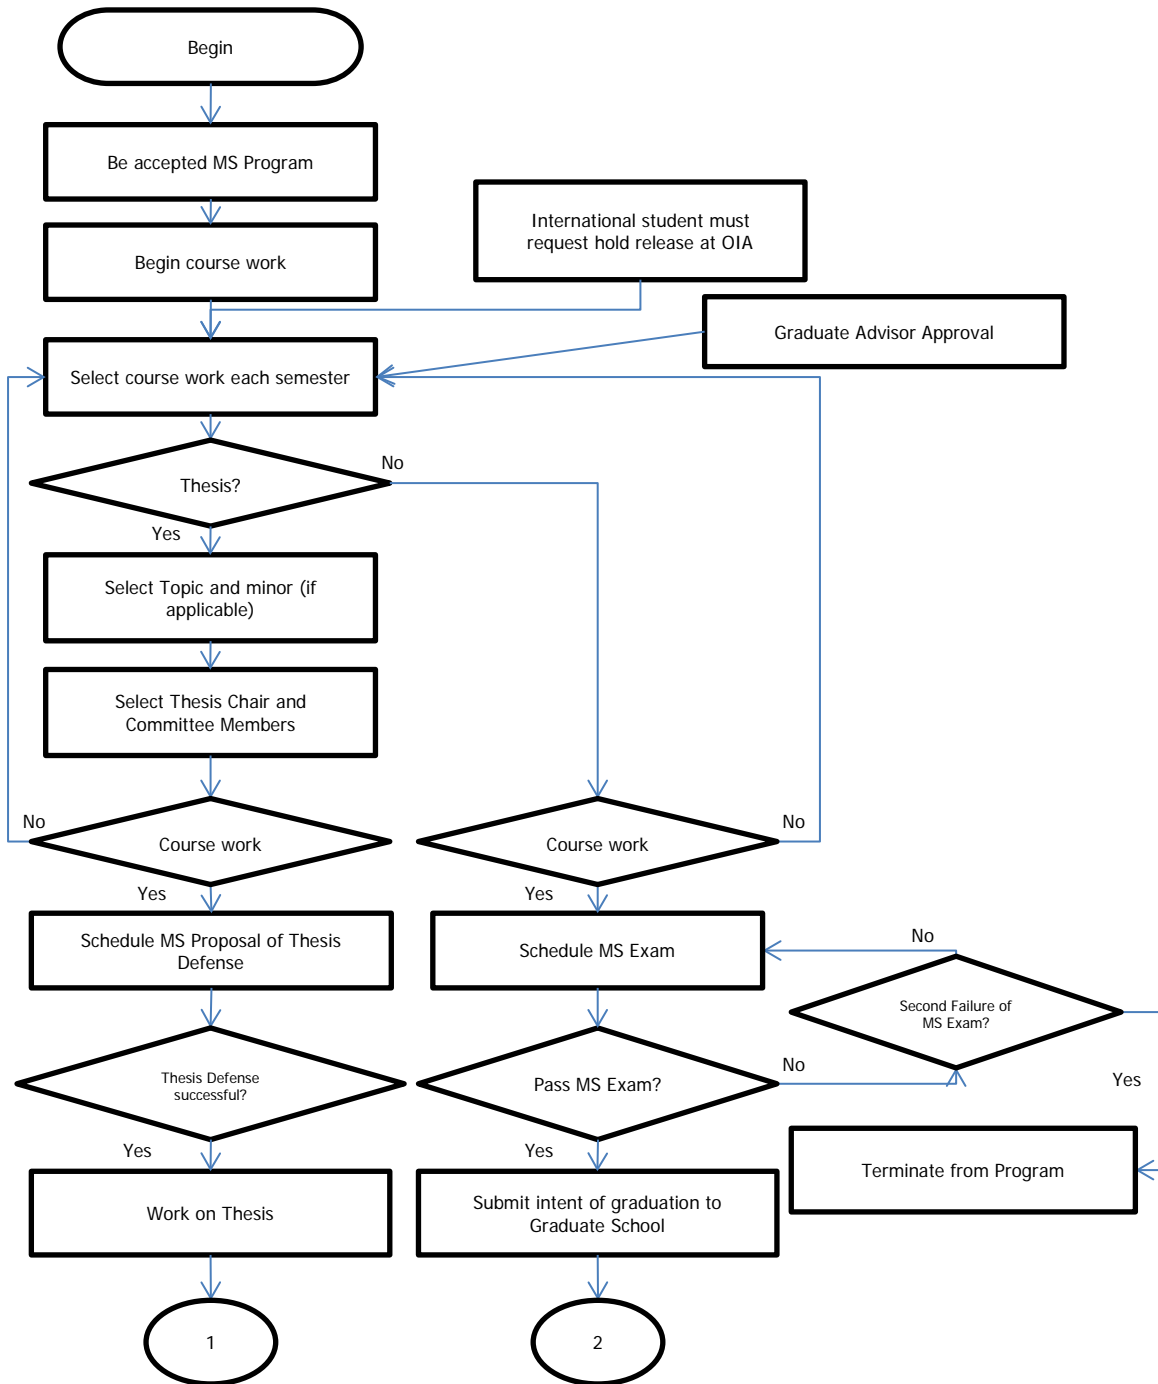 Begin
Be accepted MS Program
International student must
request hold release at OIA
Begin course work
Graduate Advisor Approval
Select course work each semester
No
Thesis?
Yes
Select Topic and minor (if
applicable)
Select Thesis Chair and
Committee Members
No
Course work
No
Course work
Yes
Yes
Schedule MS Proposal of Thesis
Defense
Schedule MS Exam
No
Second Failure of
MS Exam?
Thesis Defense
successful?
Pass MS Exam?
No
Yes
Yes
Yes
Terminate from Program
Work on Thesis
Submit intent of graduation to
Graduate School
1
2